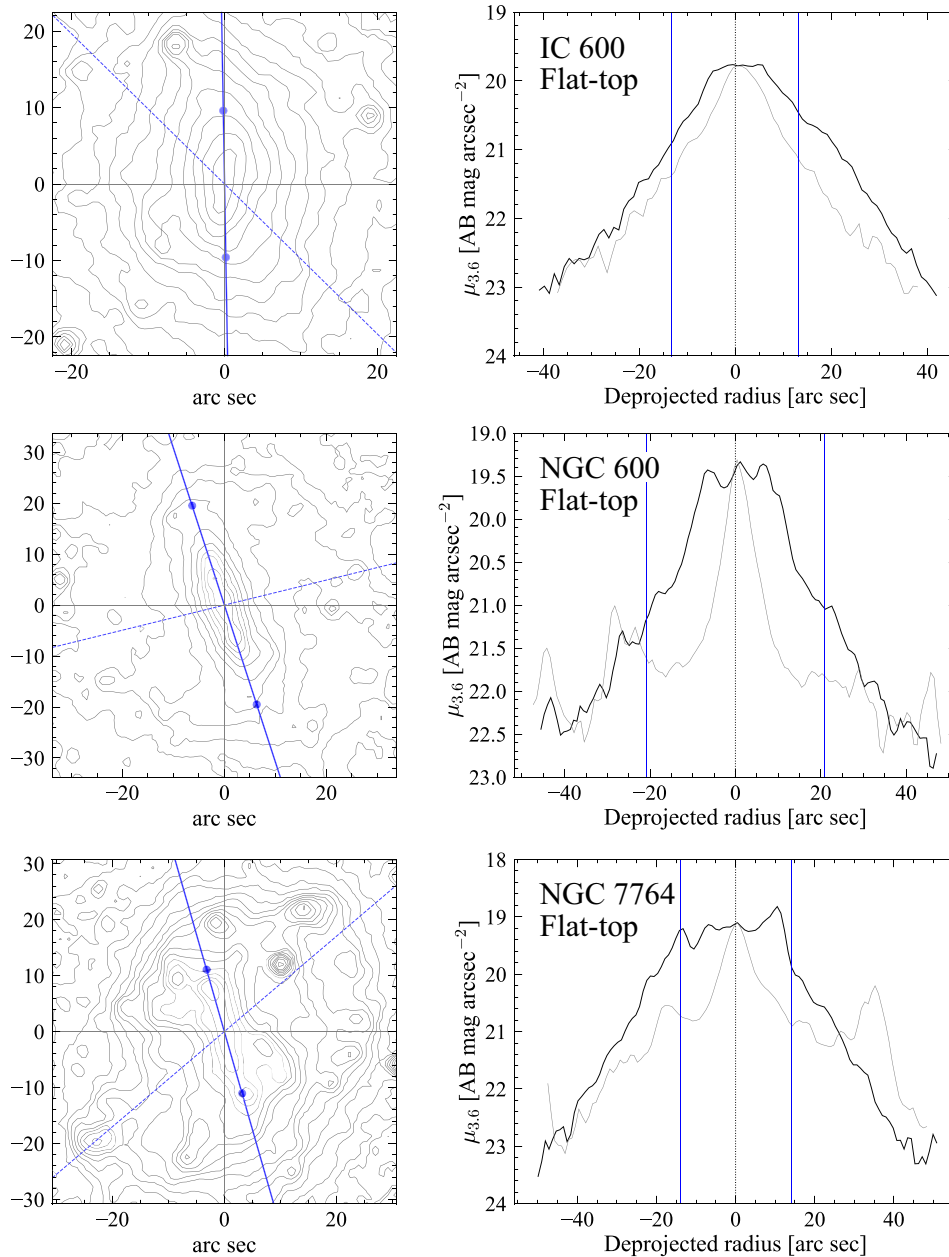 20
10
0
−10
−20
−20 0 20
arc sec
19
20
21
22
23
24
μ3.6 [AB mag arcsec−2]
IC 600
Flat-top
−40 −20 0 20 40
Deprojected radius [arc sec]
30
20
10
0
−10
−20
−30
−20 0 20
arc sec
19.0
19.5
20.0
20.5
21.0
21.5
22.0
22.5
23.0
μ3.6 [AB mag arcsec−2]
NGC 600
Flat-top
−40 −20 0 20 40
Deprojected radius [arc sec]
30
20
10
0
−10
−20
−30
−20 0 20
arc sec
18
19
20
21
22
23
24
μ3.6 [AB mag arcsec−2]
NGC 7764
Flat-top
−40 −20 0 20 40
Deprojected radius [arc sec]